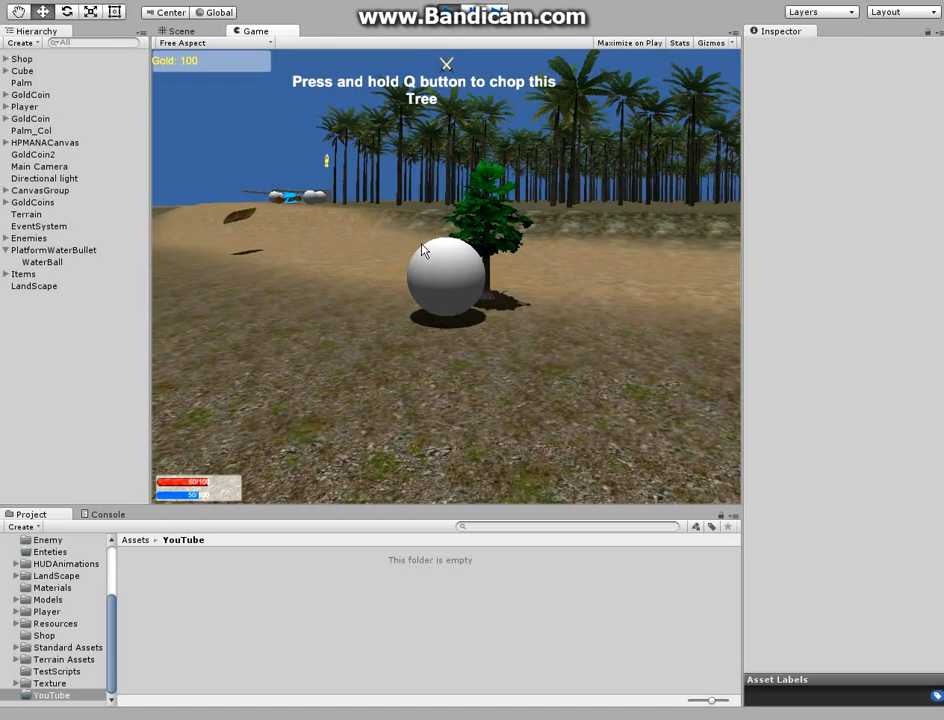 www.Bandicam.com
Center
Global
Layers
Layout
Hierarchy
Scene
Game
Inspector
Create
All
Free Aspect
Maximize on Play
Stats
Gizmos
Shop
Cube
Palm
GoldCoin
Player
GoldCoin
Palm_Col
HPMANACanvas
GoldCoin2
Main Camera
Directional light
CanvasGroup
GoldCoins
Terrain
EventSystem
Enemies
PlatformWaterBullet
WaterBall
Items
LandScape
Gold: 100
Press and hold Q button to chop this
Tree
50/100
Project
Console
Create
Enemy
Enteties
HUDAnimations
LandScape
Materials
Models
Player
Resources
Shop
Standard Assets
Terrain Assets
TestScripts
Texture
YouTube
Assets
YouTube
This folder is empty
Asset Labels